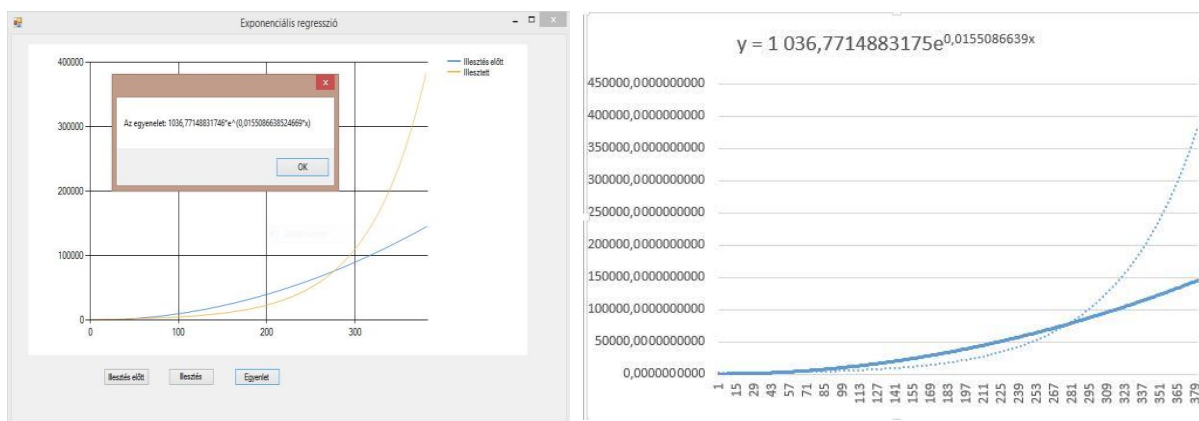 Exponenciális regresszió
400000
300000
200000
100000
0
0
100
200
300
Illesztés előtt
Illesztett
x
Az egyenelet: 1036,77148831746*e^(0,0155086638524669*x)
OK
Illesztés előtt
Illesztés
Egyenlet
y = 1 036,7714883175e^0,0155086639x
450000,0000000000
400000,0000000000
350000,0000000000
300000,0000000000
250000,0000000000
200000,0000000000
150000,0000000000
100000,0000000000
50000,0000000000
0,0000000000
1 15 29 43 57 71 85 99 113 127 141 155 169 183 197 211 225 239 253 267 281 295 309 323 337 351 365 379